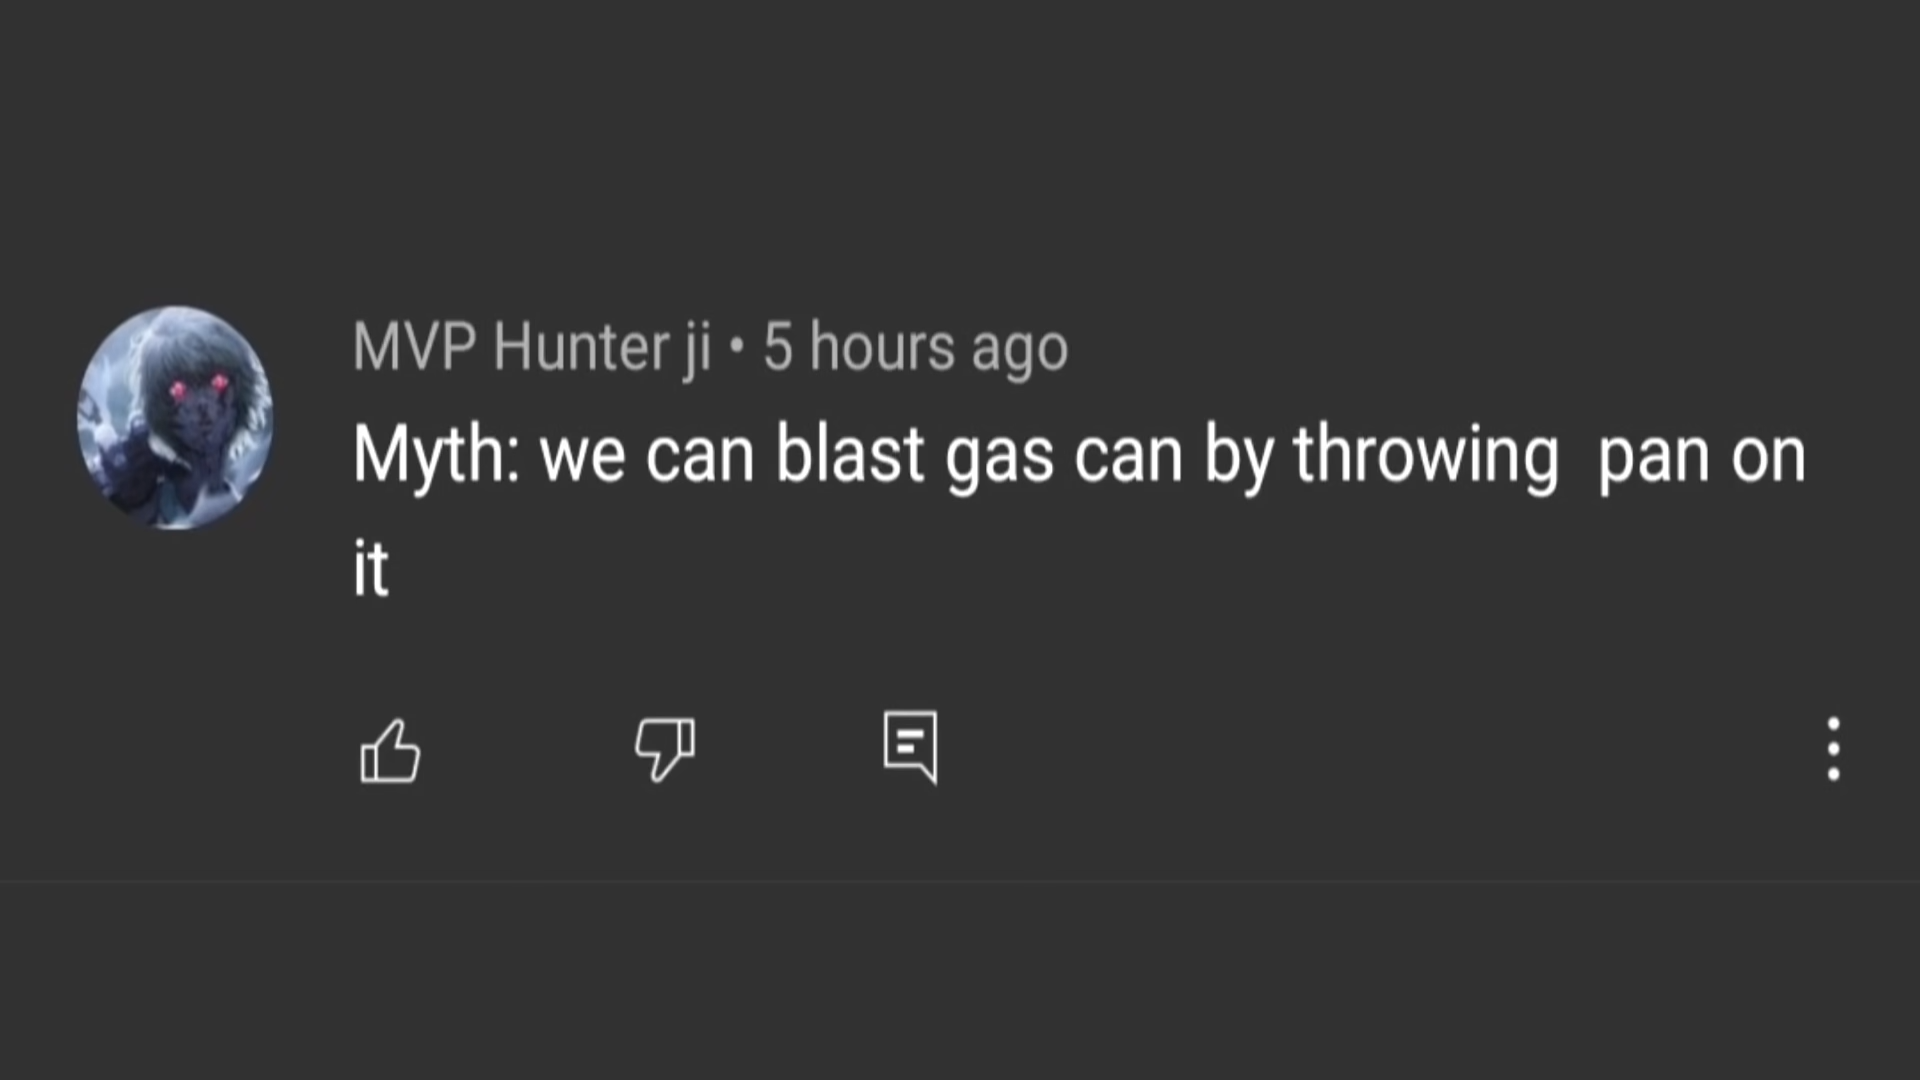 MVP Hunter ji • 5 hours ago
Myth: we can blast gas can by throwing  pan on
it